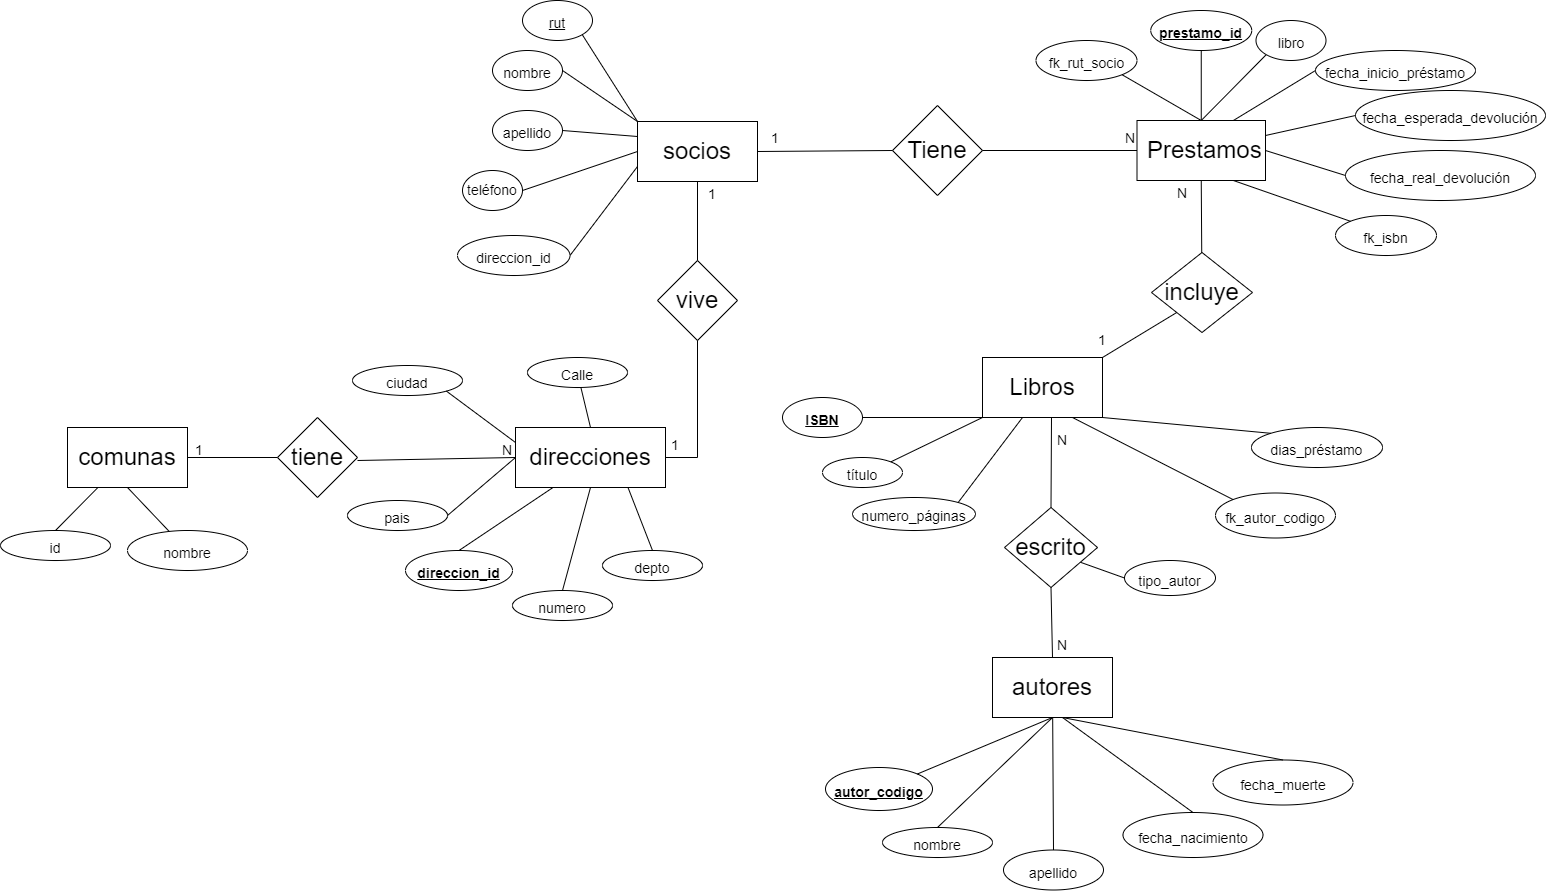 rut
nombre
apellido
teléfono
direccion_id
socios
1
1
Tiene
N
prestamo_id
libro
fk_rut_socio
fecha_inicio_préstamo
fecha_esperada_devolución
Prestamos
fecha_real_devolución
fk_isbn
N
incluye
1
vive
ciudad
Calle
comunas
1
tiene
N
direcciones
1
id
nombre
pais
direccion_id
numero
depto
Libros
ISBN
título
numero_páginas
N
dias_préstamo
fk_autor_codigo
escrito
tipo_autor
N
autores
autor_codigo
nombre
apellido
fecha_nacimiento
fecha_muerte